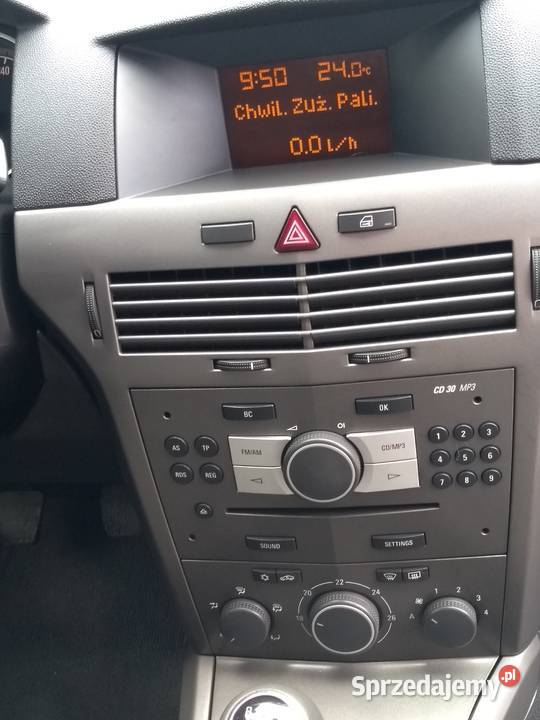 40
9:50 24.0°C
Chwil. Zuż. Pali.
0.0 l/h
CD 30 MP3
BC OK
AS TP FM/AM CD/MP3 1 2 3
RDS REG 4 5 6
7 8 9
SOUND SETTINGS
18 20 22 24 26
A 1 2 3 4
Sprzedajemy.pl